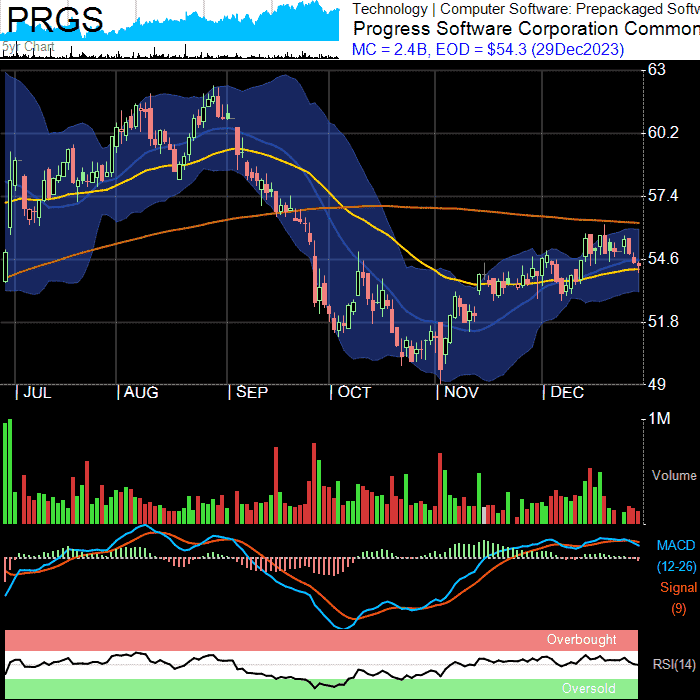 PRGS
5yr Chart
Technology | Computer Software: Prepackaged Softw
Progress Software Corporation Common
MC = 2.4B, EOD = $54.3 (29Dec2023)
63
60.2
57.4
54.6
51.8
49
JUL AUG SEP OCT NOV DEC
1M
Volume
MACD
(12-26)
Signal
(9)
Overbought
RSI(14)
Oversold